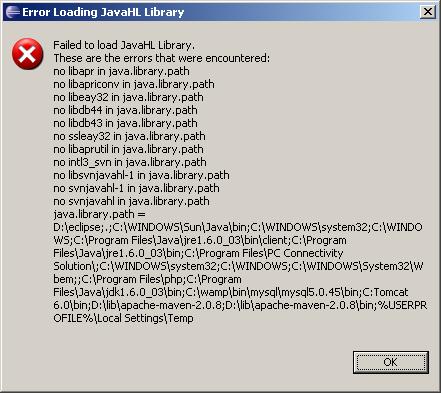 Error Loading JavaHL Library
Failed to load JavaHL Library.
These are the errors that were encountered:
no libapr in java.library.path
no libapriconv in java.library.path
no libeay32 in java.library.path
no libdb44 in java.library.path
no libdb43 in java.library.path
no ssleay32 in java.library.path
no libaprutil in java.library.path
no intl3_svn in java.library.path
no libsvnjavahl-1 in java.library.path
no svnjavahl-1 in java.library.path
no svnjavahl in java.library.path
java.library.path =
D:\eclipse;.;C:\WINDOWS\Sun\Java\bin;C:\WINDOWS\system32;C:\WINDO
WS;C:\Program Files\Java\jre1.6.0_03\bin\client;C:\Program
Files\Java\jre1.6.0_03\bin;C:\Program Files\PC Connectivity
Solution\;C:\WINDOWS\system32;C:\WINDOWS;C:\WINDOWS\System32\W
bem;;C:\Program Files\php;C:\Program
Files\Java\jdk1.6.0_03\bin;C:\wamp\bin\mysql\mysql5.0.45\bin;C:Tomcat
6.0\bin;D:\lib\apache-maven-2.0.8;D:\lib\apache-maven-2.0.8\bin;%USERPR
OFILE%\Local Settings\Temp
OK